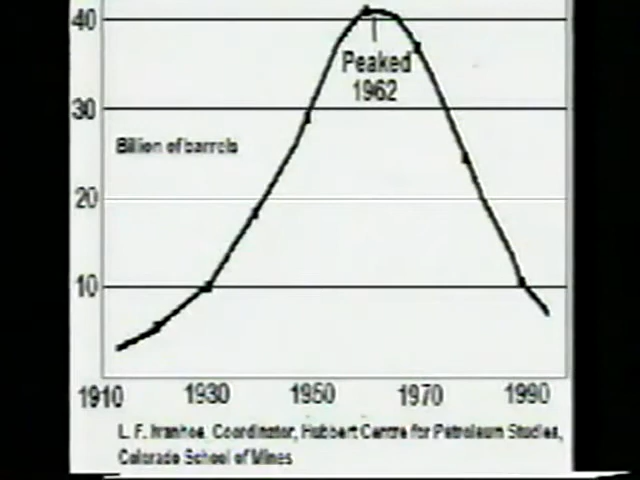 40
Peaked
1962
30
Billion of barrels
20
10
1910 1930 1950 1970 1990
L. F. Ivanhoe, Coordinator, Hubbert Centre for Petroleum Studies,
Colorado School of Mines